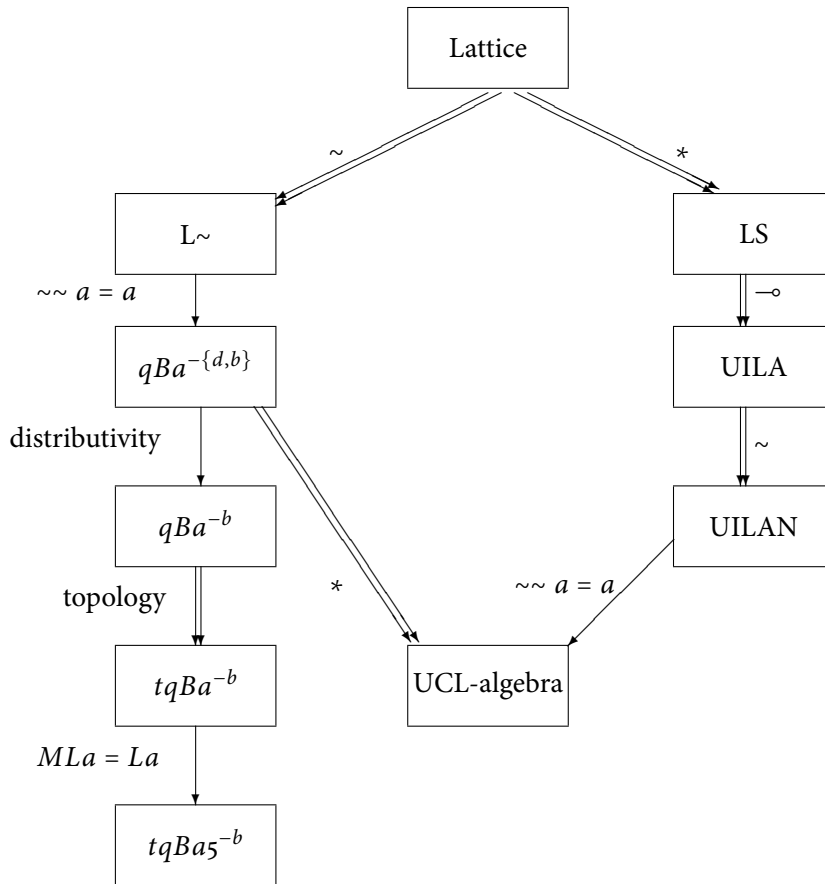 Lattice
~ *
L~ LS
~~ a = a ⊸
qBa^{-{d,b}} UILA
distributivity ~
qBa^{-b} UILAN
topology * ~~ a = a
tqBa^{-b} UCL-algebra
MLa = La
tqBa5^{-b}